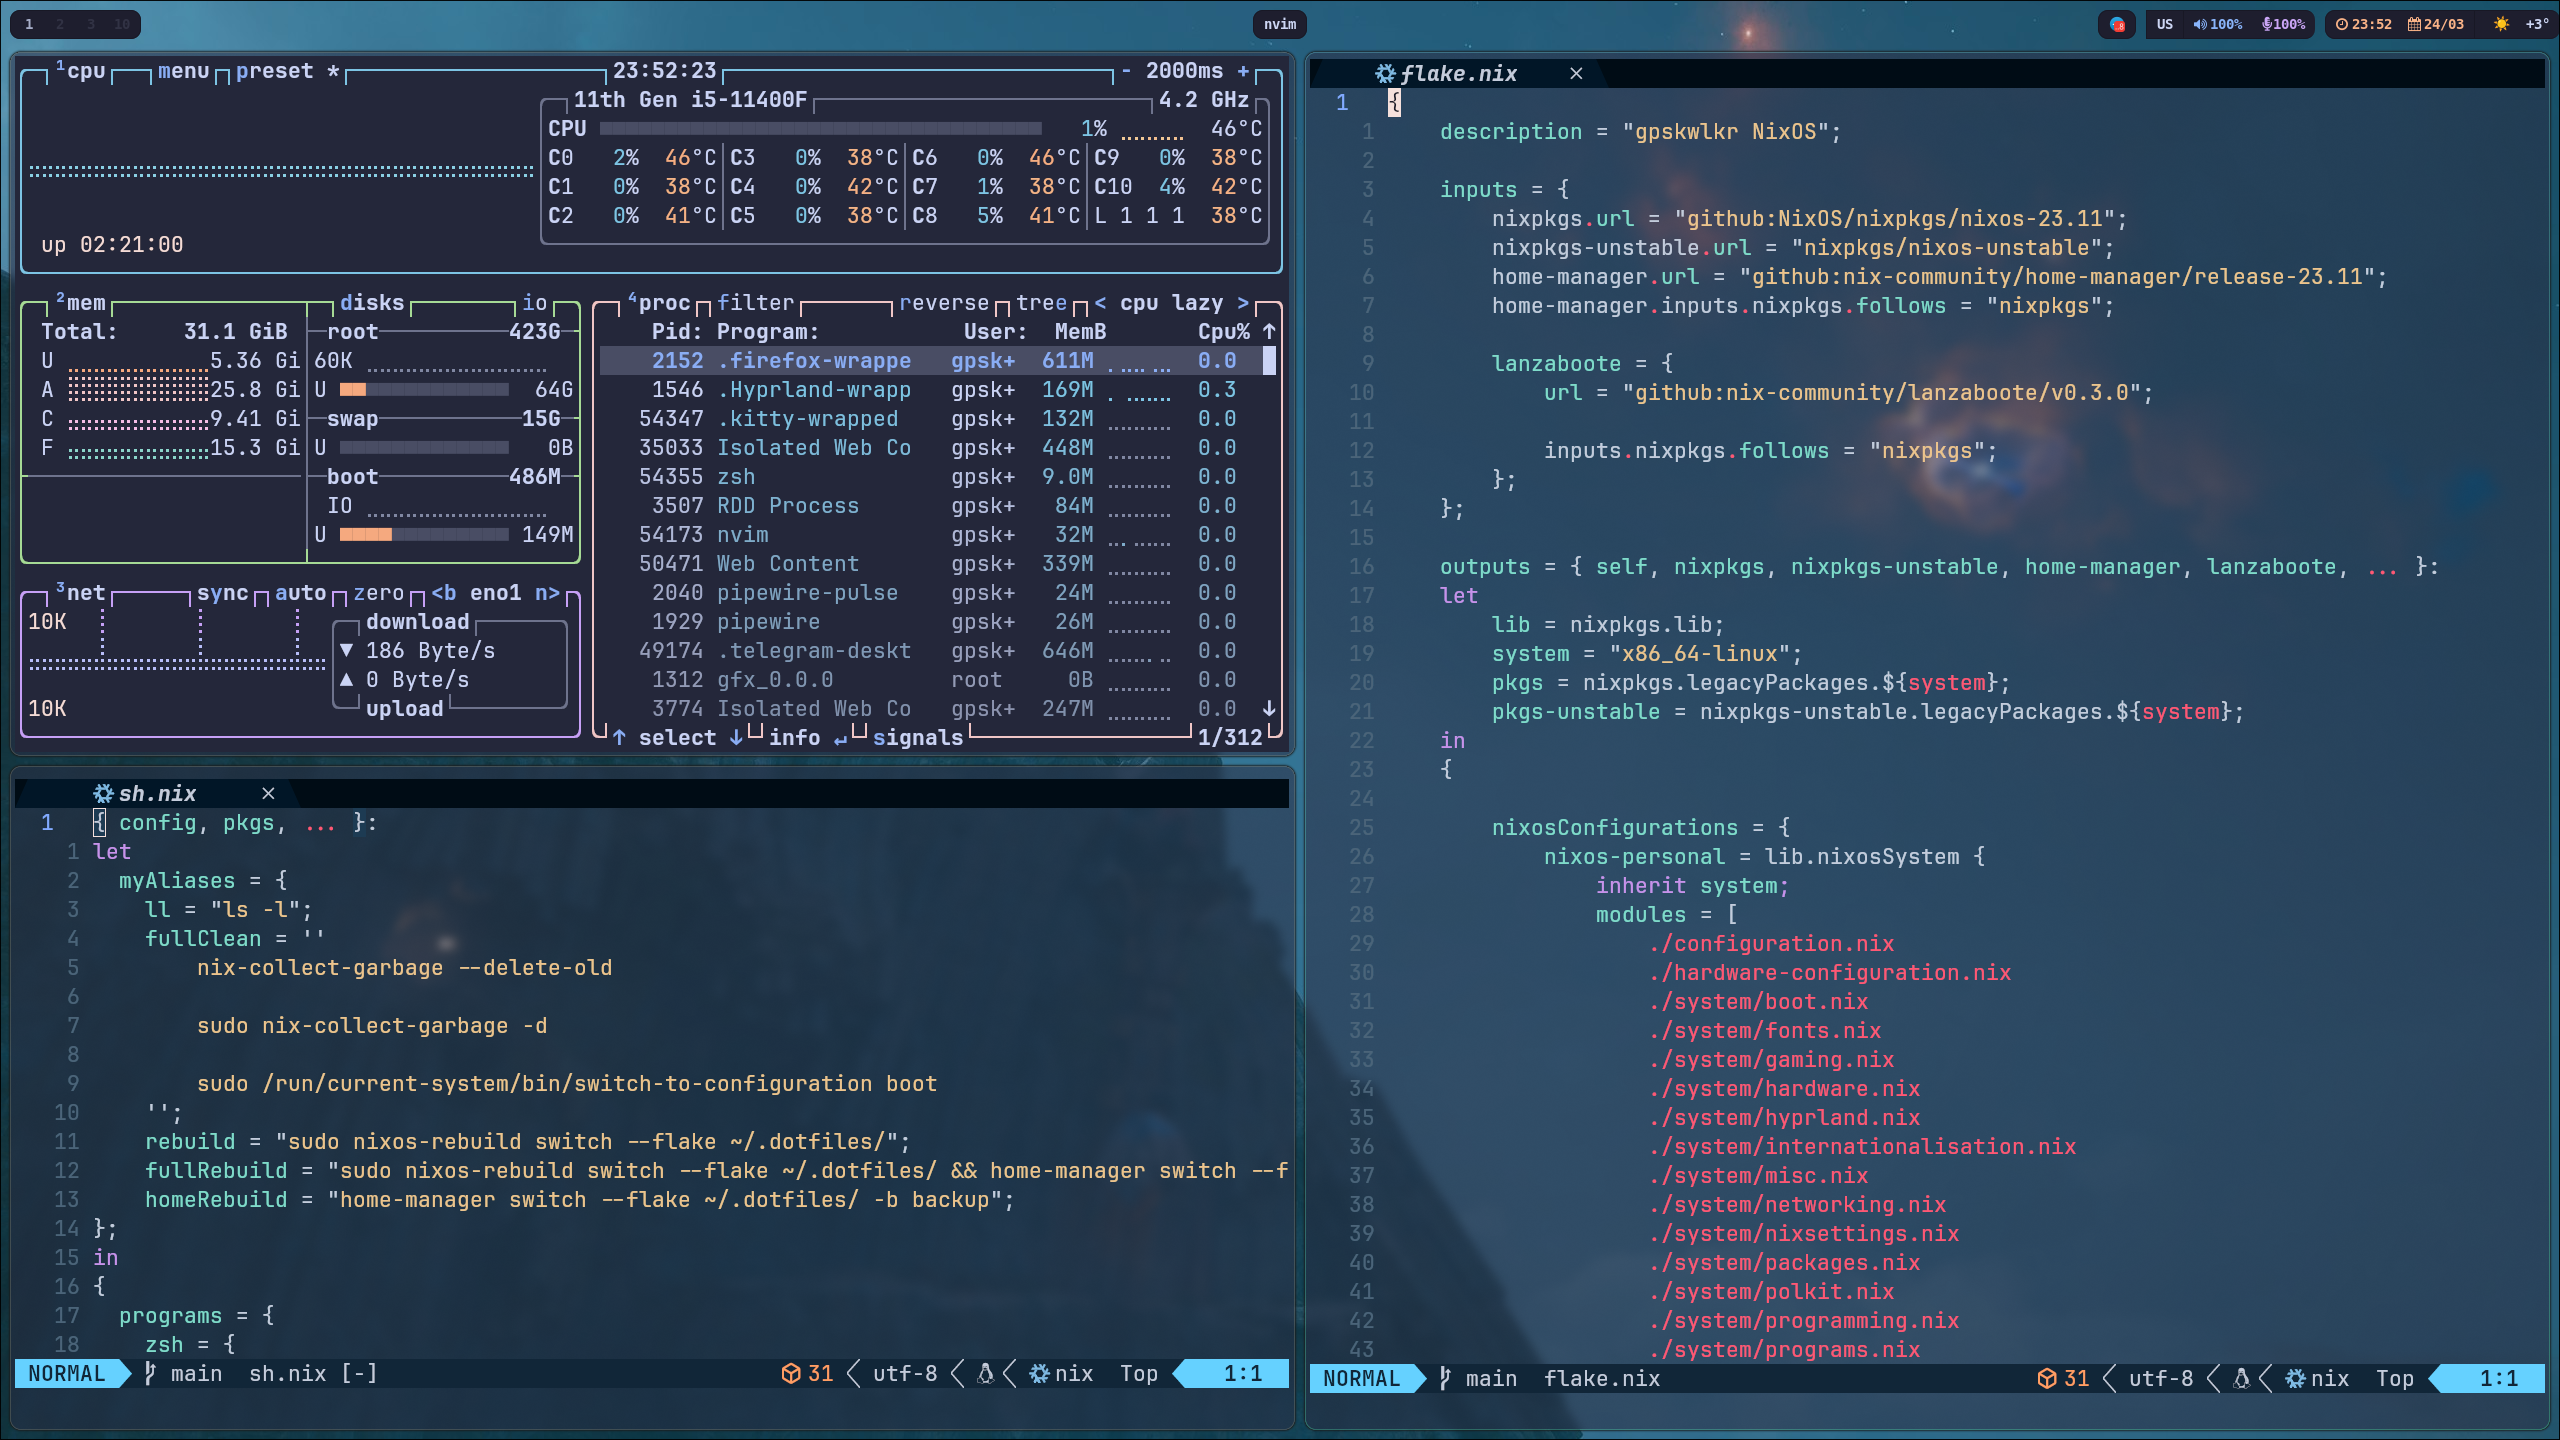 1 2 3 10
nvim
US 100% 100% 23:52 24/03 +3°
1cpu menu preset * 23:52:23 - 2000ms +
11th Gen i5-11400F 4.2 GHz
CPU 1% 46°C
C0 2% 46°C C3 0% 38°C C6 0% 46°C C9 0% 38°C
C1 0% 38°C C4 0% 42°C C7 1% 38°C C10 4% 42°C
C2 0% 41°C C5 0% 38°C C8 5% 41°C L 1 1 1 38°C
up 02:21:00
2mem disks io
Total: 31.1 GiB root 423G
U 5.36 Gi 60K
A 25.8 Gi U 64G
C 9.41 Gi swap 15G
F 15.3 Gi U 0B
boot 486M
IO
U 149M
3net sync auto zero <b eno1 n>
10K download
▼ 186 Byte/s
▲ 0 Byte/s
10K upload
4proc filter reverse tree < cpu lazy >
Pid: Program: User: MemB Cpu% ↑
2152 .firefox-wrappe gpsk+ 611M 0.0
1546 .Hyprland-wrapp gpsk+ 169M 0.3
54347 .kitty-wrapped gpsk+ 132M 0.0
35033 Isolated Web Co gpsk+ 448M 0.0
54355 zsh gpsk+ 9.0M 0.0
3507 RDD Process gpsk+ 84M 0.0
54173 nvim gpsk+ 32M 0.0
50471 Web Content gpsk+ 339M 0.0
2040 pipewire-pulse gpsk+ 24M 0.0
1929 pipewire gpsk+ 26M 0.0
49174 .telegram-deskt gpsk+ 646M 0.0
1312 gfx_0.0.0 root 0B 0.0
3774 Isolated Web Co gpsk+ 247M 0.0 ↓
↑ select ↓ info ↵ signals 1/312
sh.nix ×
1 { config, pkgs, ... }:
1 let
2 myAliases = {
3 ll = "ls -l";
4 fullClean = ''
5 nix-collect-garbage --delete-old
6
7 sudo nix-collect-garbage -d
8
9 sudo /run/current-system/bin/switch-to-configuration boot
10 '';
11 rebuild = "sudo nixos-rebuild switch --flake ~/.dotfiles/";
12 fullRebuild = "sudo nixos-rebuild switch --flake ~/.dotfiles/ && home-manager switch --f
13 homeRebuild = "home-manager switch --flake ~/.dotfiles/ -b backup";
14 };
15 in
16 {
17 programs = {
18 zsh = {
NORMAL main sh.nix [-] 31 utf-8 nix Top 1:1
flake.nix ×
1 {
1 description = "gpskwlkr NixOS";
2
3 inputs = {
4 nixpkgs.url = "github:NixOS/nixpkgs/nixos-23.11";
5 nixpkgs-unstable.url = "nixpkgs/nixos-unstable";
6 home-manager.url = "github:nix-community/home-manager/release-23.11";
7 home-manager.inputs.nixpkgs.follows = "nixpkgs";
8
9 lanzaboote = {
10 url = "github:nix-community/lanzaboote/v0.3.0";
11
12 inputs.nixpkgs.follows = "nixpkgs";
13 };
14 };
15
16 outputs = { self, nixpkgs, nixpkgs-unstable, home-manager, lanzaboote, ... }:
17 let
18 lib = nixpkgs.lib;
19 system = "x86_64-linux";
20 pkgs = nixpkgs.legacyPackages.${system};
21 pkgs-unstable = nixpkgs-unstable.legacyPackages.${system};
22 in
23 {
24
25 nixosConfigurations = {
26 nixos-personal = lib.nixosSystem {
27 inherit system;
28 modules = [
29 ./configuration.nix
30 ./hardware-configuration.nix
31 ./system/boot.nix
32 ./system/fonts.nix
33 ./system/gaming.nix
34 ./system/hardware.nix
35 ./system/hyprland.nix
36 ./system/internationalisation.nix
37 ./system/misc.nix
38 ./system/networking.nix
39 ./system/nixsettings.nix
40 ./system/packages.nix
41 ./system/polkit.nix
42 ./system/programming.nix
43 ./system/programs.nix
NORMAL main flake.nix 31 utf-8 nix Top 1:1